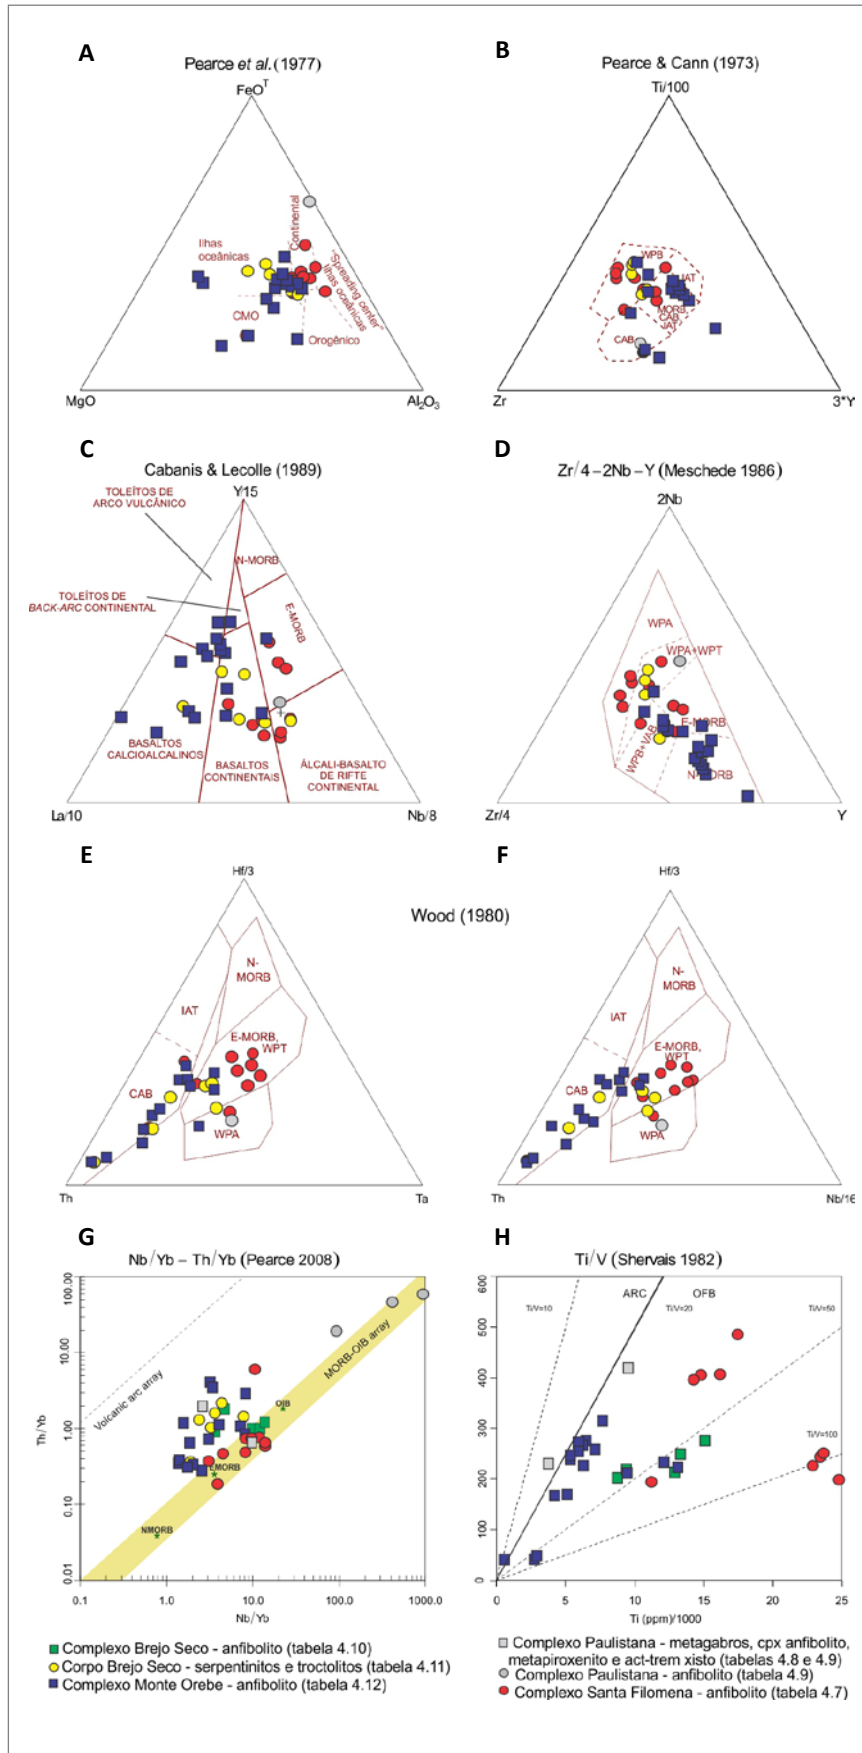 A
Pearce et al. (1977)
FeOᵀ
Ilhas
oceânicas
Continental
"Spreading center"
Ilhas oceânicas
CMO
Orogênico
MgO
Al₂O₃
B
Pearce & Cann (1973)
Ti/100
WPB
IAT
MORB
CAB
IAT
CAB
Zr
3*Y
C
Cabanis & Lecolle (1989)
Y/15
TOLEÍTOS DE
ARCO VULCÂNICO
N-MORB
TOLEÍTOS DE
BACK-ARC CONTINENTAL
E-MORB
BASALTOS
CALCIOALCALINOS
BASALTOS
CONTINENTAIS
ÁLCALI-BASALTO
DE RIFTE
CONTINENTAL
La/10
Nb/8
D
Zr/4–2Nb–Y (Meschede 1986)
2Nb
WPA
WPA+WPT
E-MORB
WPB+VAB
N-MORB
Zr/4
Y
E
Hf/3
N-
MORB
IAT
E-MORB,
WPT
CAB
WPA
Th
Ta
Wood (1980)
F
Hf/3
N-
MORB
IAT
E-MORB,
WPT
CAB
WPA
Th
Nb/16
G
Nb/Yb – Th/Yb (Pearce 2008)
100.00
10.00
1.00
0.10
0.01
Th/Yb
Volcanic arc array
MORB-OIB array
OIB
EMORB
NMORB
0.1
1.0
10.0
100.0
1000.0
Nb/Yb
H
Ti/V (Shervais 1982)
600
500
400
300
200
100
0
ARC
OFB
Ti/V=10
Ti/V=20
Ti/V=50
Ti/V=100
0
5
10
15
20
25
Ti (ppm)/1000
Complexo Brejo Seco - anfibolito (tabela 4.10)
Corpo Brejo Seco - serpentinitos e troctolitos (tabela 4.11)
Complexo Monte Orebe - anfibolito (tabela 4.12)
Complexo Paulistana - metagabros, cpx anfibolito,
metapiroxenito e act-trem xisto (tabelas 4.8 e 4.9)
Complexo Paulistana - anfibolito (tabela 4.9)
Complexo Santa Filomena - anfibolito (tabela 4.7)